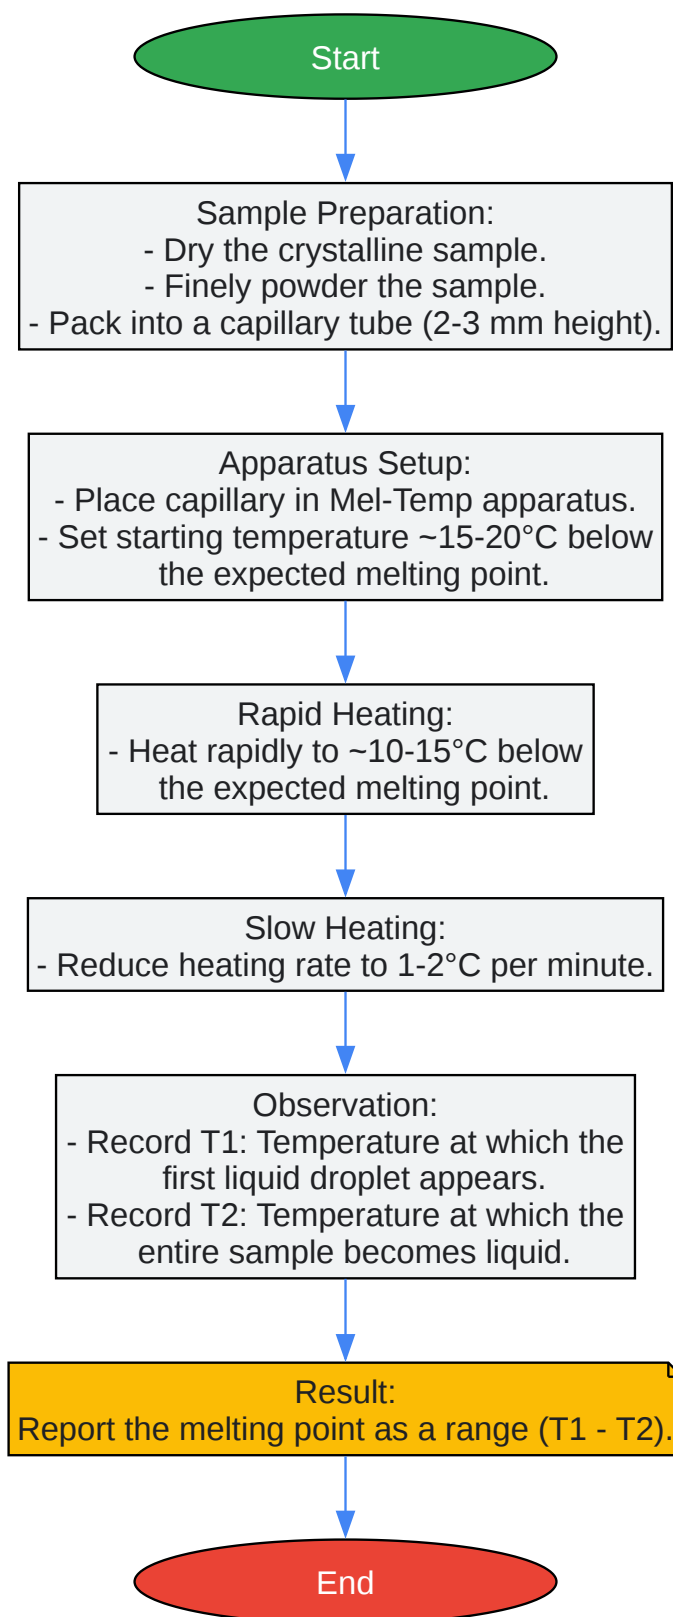 Start
Sample Preparation:
- Dry the crystalline sample.
- Finely powder the sample.
- Pack into a capillary tube (2-3 mm height).
Apparatus Setup:
- Place capillary in Mel-Temp apparatus.
- Set starting temperature ~15-20°C below
the expected melting point.
Rapid Heating:
- Heat rapidly to ~10-15°C below
the expected melting point.
Slow Heating:
- Reduce heating rate to 1-2°C per minute.
Observation:
- Record T1: Temperature at which the
first liquid droplet appears.
- Record T2: Temperature at which the
entire sample becomes liquid.
Result:
Report the melting point as a range (T1 - T2).
End